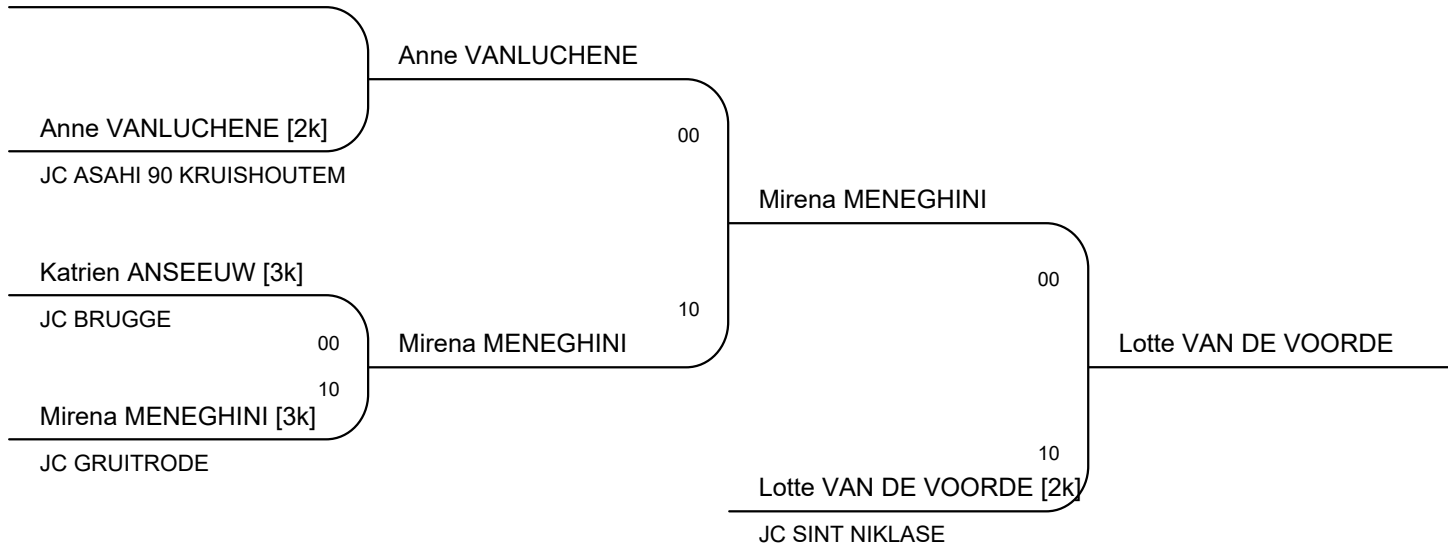 Anne VANLUCHENE
Anne VANLUCHENE [2k]
00
JC ASAHI 90 KRUISHOUTEM
Mirena MENEGHINI
Katrien ANSEEUW [3k]
00
10
JC BRUGGE
00
Mirena MENEGHINI
Lotte VAN DE VOORDE
10
Mirena MENEGHINI [3k]
10
JC GRUITRODE
Lotte VAN DE VOORDE [2k]
JC SINT NIKLASE